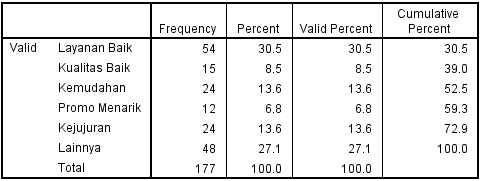 Frequency Percent Valid Percent Cumulative Percent
Valid Layanan Baik 54 30.5 30.5 30.5
Kualitas Baik 15 8.5 8.5 39.0
Kemudahan 24 13.6 13.6 52.5
Promo Menarik 12 6.8 6.8 59.3
Kejujuran 24 13.6 13.6 72.9
Lainnya 48 27.1 27.1 100.0
Total 177 100.0 100.0